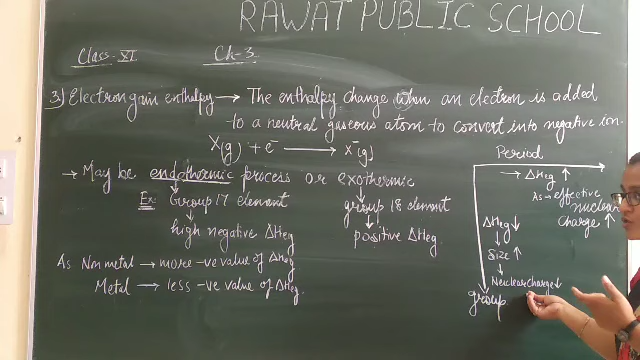 RAWAT PUBLIC SCHOOL
Class-XI Ch-3
3) Electron gain enthalpy → The enthalpy change when an electron is added
to a neutral gaseous atom to convert into negative ion.
X(g) + e⁻ → X⁻(g)
→ May be endothermic process or exothermic
Ex: Group 17 element
group 18 element
↓
↓
high negative ΔHeg
positive ΔHeg
As Non metal → more -ve value of ΔHeg
Metal → less -ve value of ΔHeg
Period
→ ΔHeg ↑
As → effective
nuclear
charge ↑
ΔHeg ↓
↓
Size ↑
↓
Neuclear charge ↓
group